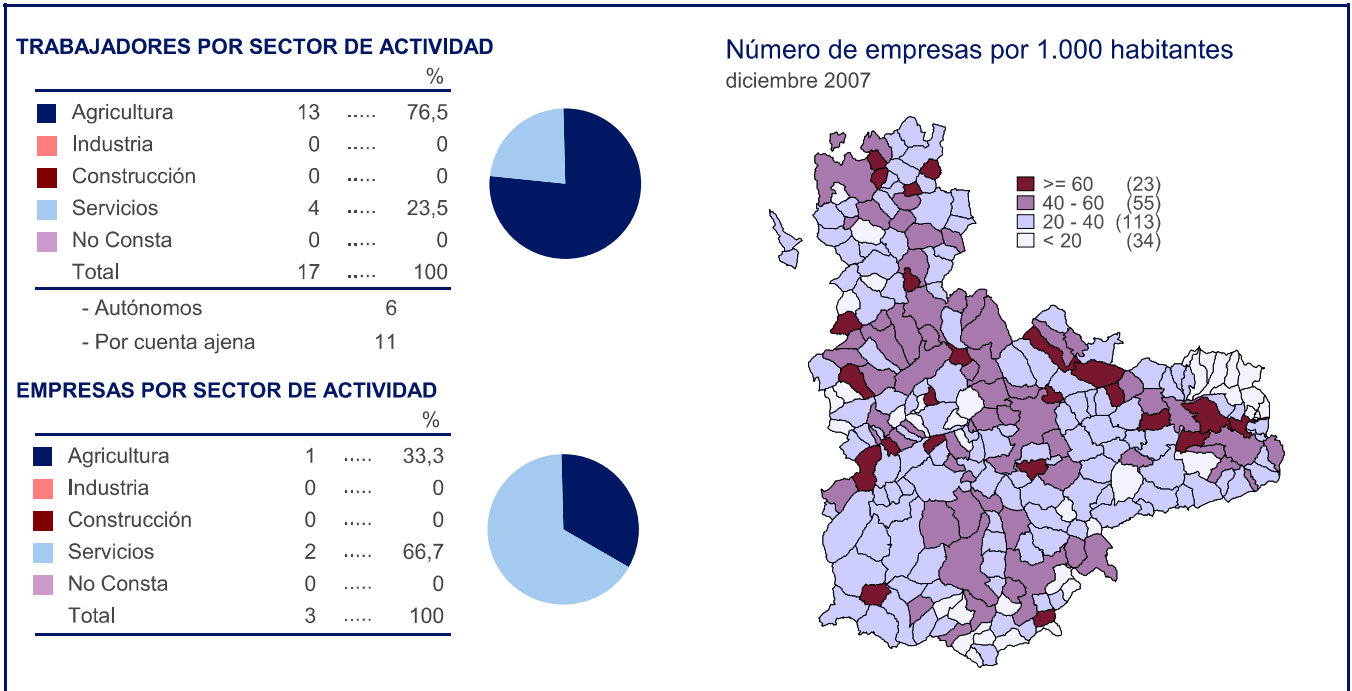 TRABAJADORES POR SECTOR DE ACTIVIDAD
%
Agricultura 13 ..... 76,5
Industria 0 ..... 0
Construcción 0 ..... 0
Servicios 4 ..... 23,5
No Consta 0 ..... 0
Total 17 ..... 100
- Autónomos 6
- Por cuenta ajena 11
EMPRESAS POR SECTOR DE ACTIVIDAD
%
Agricultura 1 ..... 33,3
Industria 0 ..... 0
Construcción 0 ..... 0
Servicios 2 ..... 66,7
No Consta 0 ..... 0
Total 3 ..... 100
Número de empresas por 1.000 habitantes
diciembre 2007
>= 60 (23)
40 - 60 (55)
20 - 40 (113)
< 20 (34)